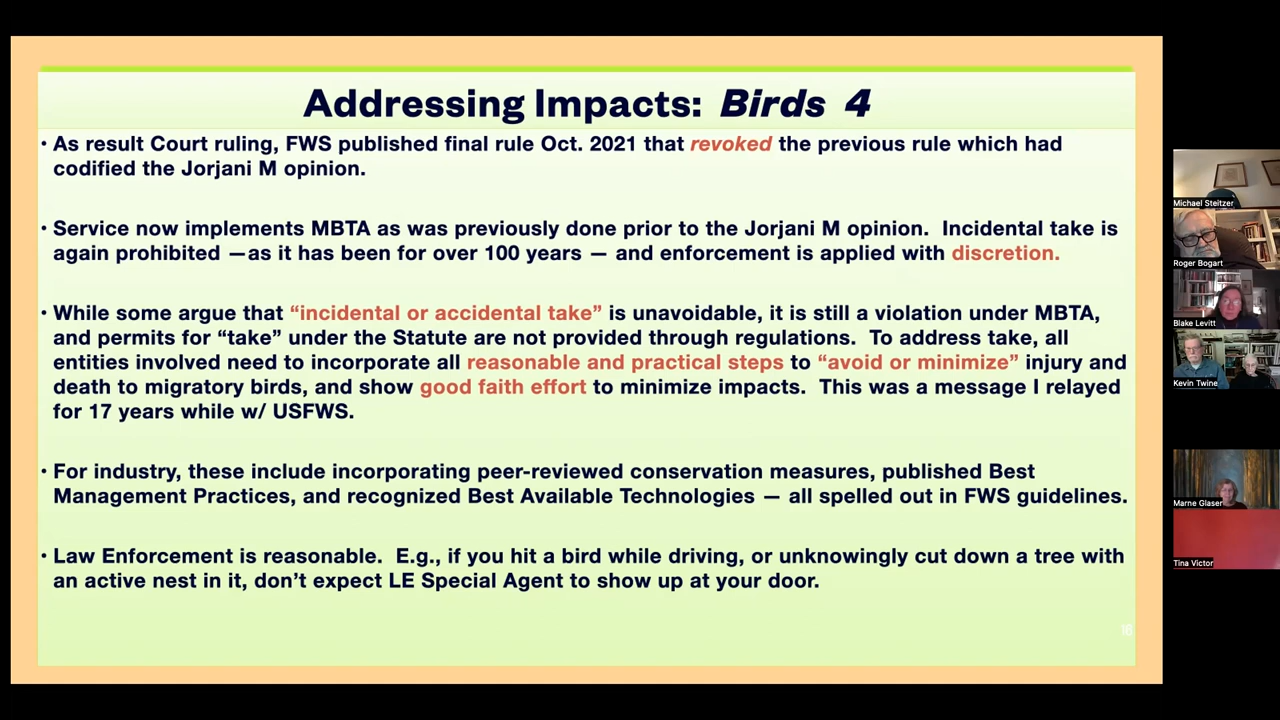 Addressing Impacts: Birds 4
• As result Court ruling, FWS published final rule Oct. 2021 that revoked the previous rule which had
codified the Jorjani M opinion.
• Service now implements MBTA as was previously done prior to the Jorjani M opinion. Incidental take is
again prohibited —as it has been for over 100 years — and enforcement is applied with discretion.
• While some argue that “incidental or accidental take” is unavoidable, it is still a violation under MBTA,
and permits for “take” under the Statute are not provided through regulations. To address take, all
entities involved need to incorporate all reasonable and practical steps to “avoid or minimize” injury and
death to migratory birds, and show good faith effort to minimize impacts. This was a message I relayed
for 17 years while w/ USFWS.
• For industry, these include incorporating peer-reviewed conservation measures, published Best
Management Practices, and recognized Best Available Technologies — all spelled out in FWS guidelines.
• Law Enforcement is reasonable. E.g., if you hit a bird while driving, or unknowingly cut down a tree with
an active nest in it, don’t expect LE Special Agent to show up at your door.
16
Michael Steitzer
Roger Bogart
Blake Levitt
Kevin Twine
Marne Glaser
Tina Victor